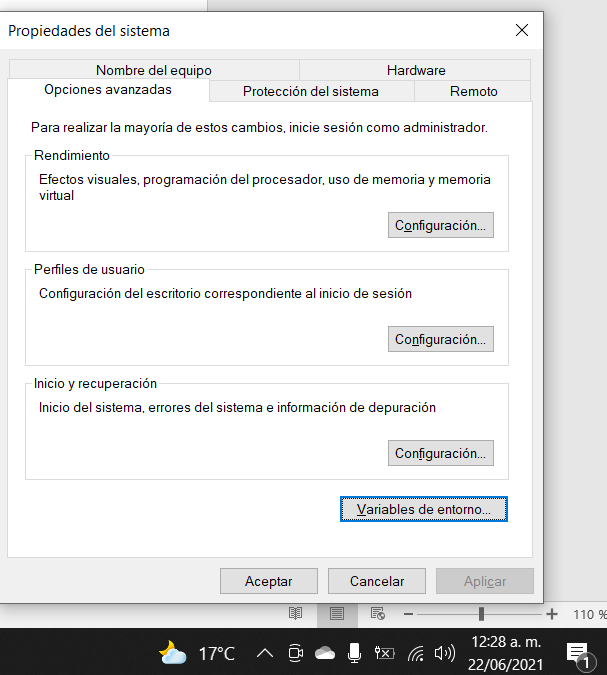 Propiedades del sistema
Nombre del equipo
Hardware
Opciones avanzadas
Protección del sistema
Remoto
Para realizar la mayoría de estos cambios, inicie sesión como administrador.
Rendimiento
Efectos visuales, programación del procesador, uso de memoria y memoria
virtual
Configuración...
Perfiles de usuario
Configuración del escritorio correspondiente al inicio de sesión
Configuración...
Inicio y recuperación
Inicio del sistema, errores del sistema e información de depuración
Configuración...
Variables de entorno...
Aceptar
Cancelar
Aplicar
110 %
17°C
12:28 a. m.
22/06/2021
1